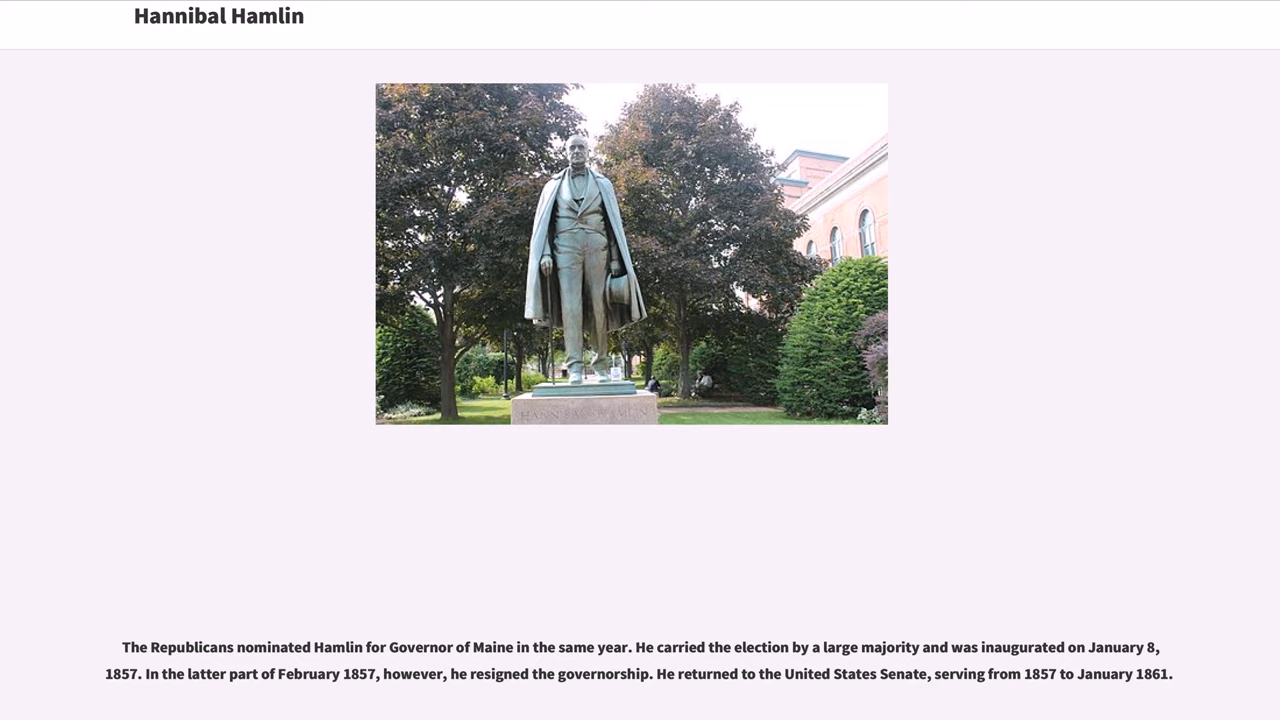 Hannibal Hamlin
HANNIBAL HAMLIN
The Republicans nominated Hamlin for Governor of Maine in the same year. He carried the election by a large majority and was inaugurated on January 8,
1857. In the latter part of February 1857, however, he resigned the governorship. He returned to the United States Senate, serving from 1857 to January 1861.